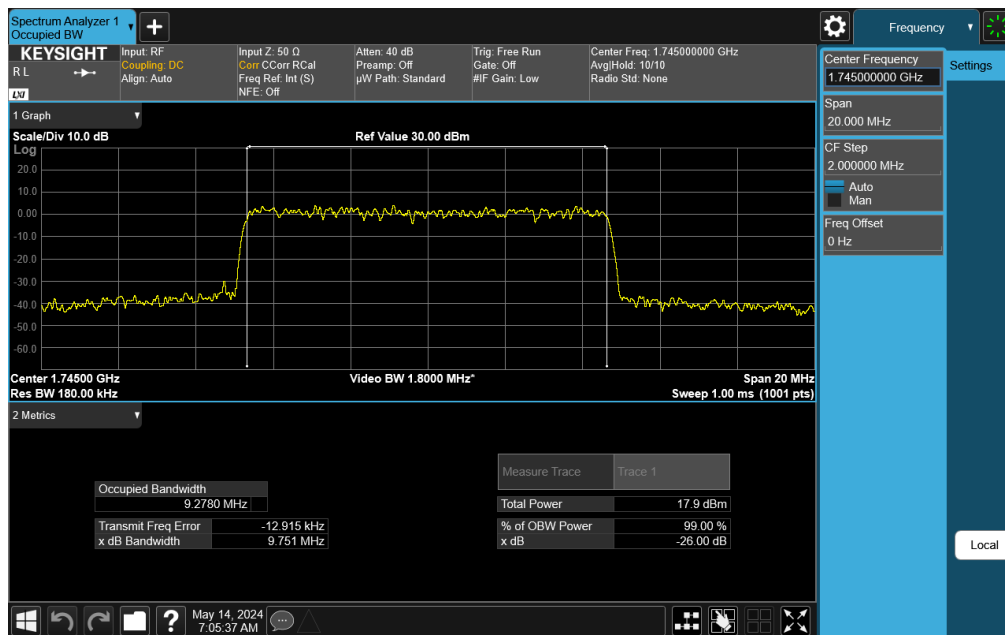 Spectrum Analyzer 1
Occupied BW
Frequency
KEYSIGHT
R L
LXI
Input: RF
Coupling: DC
Align: Auto
Input Z: 50 Ω
Corr CCorr RCal
Freq Ref: Int (S)
NFE: Off
Atten: 40 dB
Preamp: Off
µW Path: Standard
Trig: Free Run
Gate: Off
#IF Gain: Low
Center Freq: 1.745000000 GHz
Avg|Hold: 10/10
Radio Std: None
Center Frequency
1.745000000 GHz
Settings
Span
20.000 MHz
CF Step
2.000000 MHz
Auto
Man
Freq Offset
0 Hz
Local
1 Graph
Scale/Div 10.0 dB
Ref Value 30.00 dBm
Log
20.0
10.0
0.00
-10.0
-20.0
-30.0
-40.0
-50.0
-60.0
Center 1.74500 GHz
Video BW 1.8000 MHz*
Span 20 MHz
Res BW 180.00 kHz
Sweep 1.00 ms (1001 pts)
2 Metrics
Measure Trace Trace 1
Occupied Bandwidth
9.2780 MHz
Total Power 17.9 dBm
Transmit Freq Error -12.915 kHz
% of OBW Power 99.00 %
x dB Bandwidth 9.751 MHz
x dB -26.00 dB
May 14, 2024
7:05:37 AM